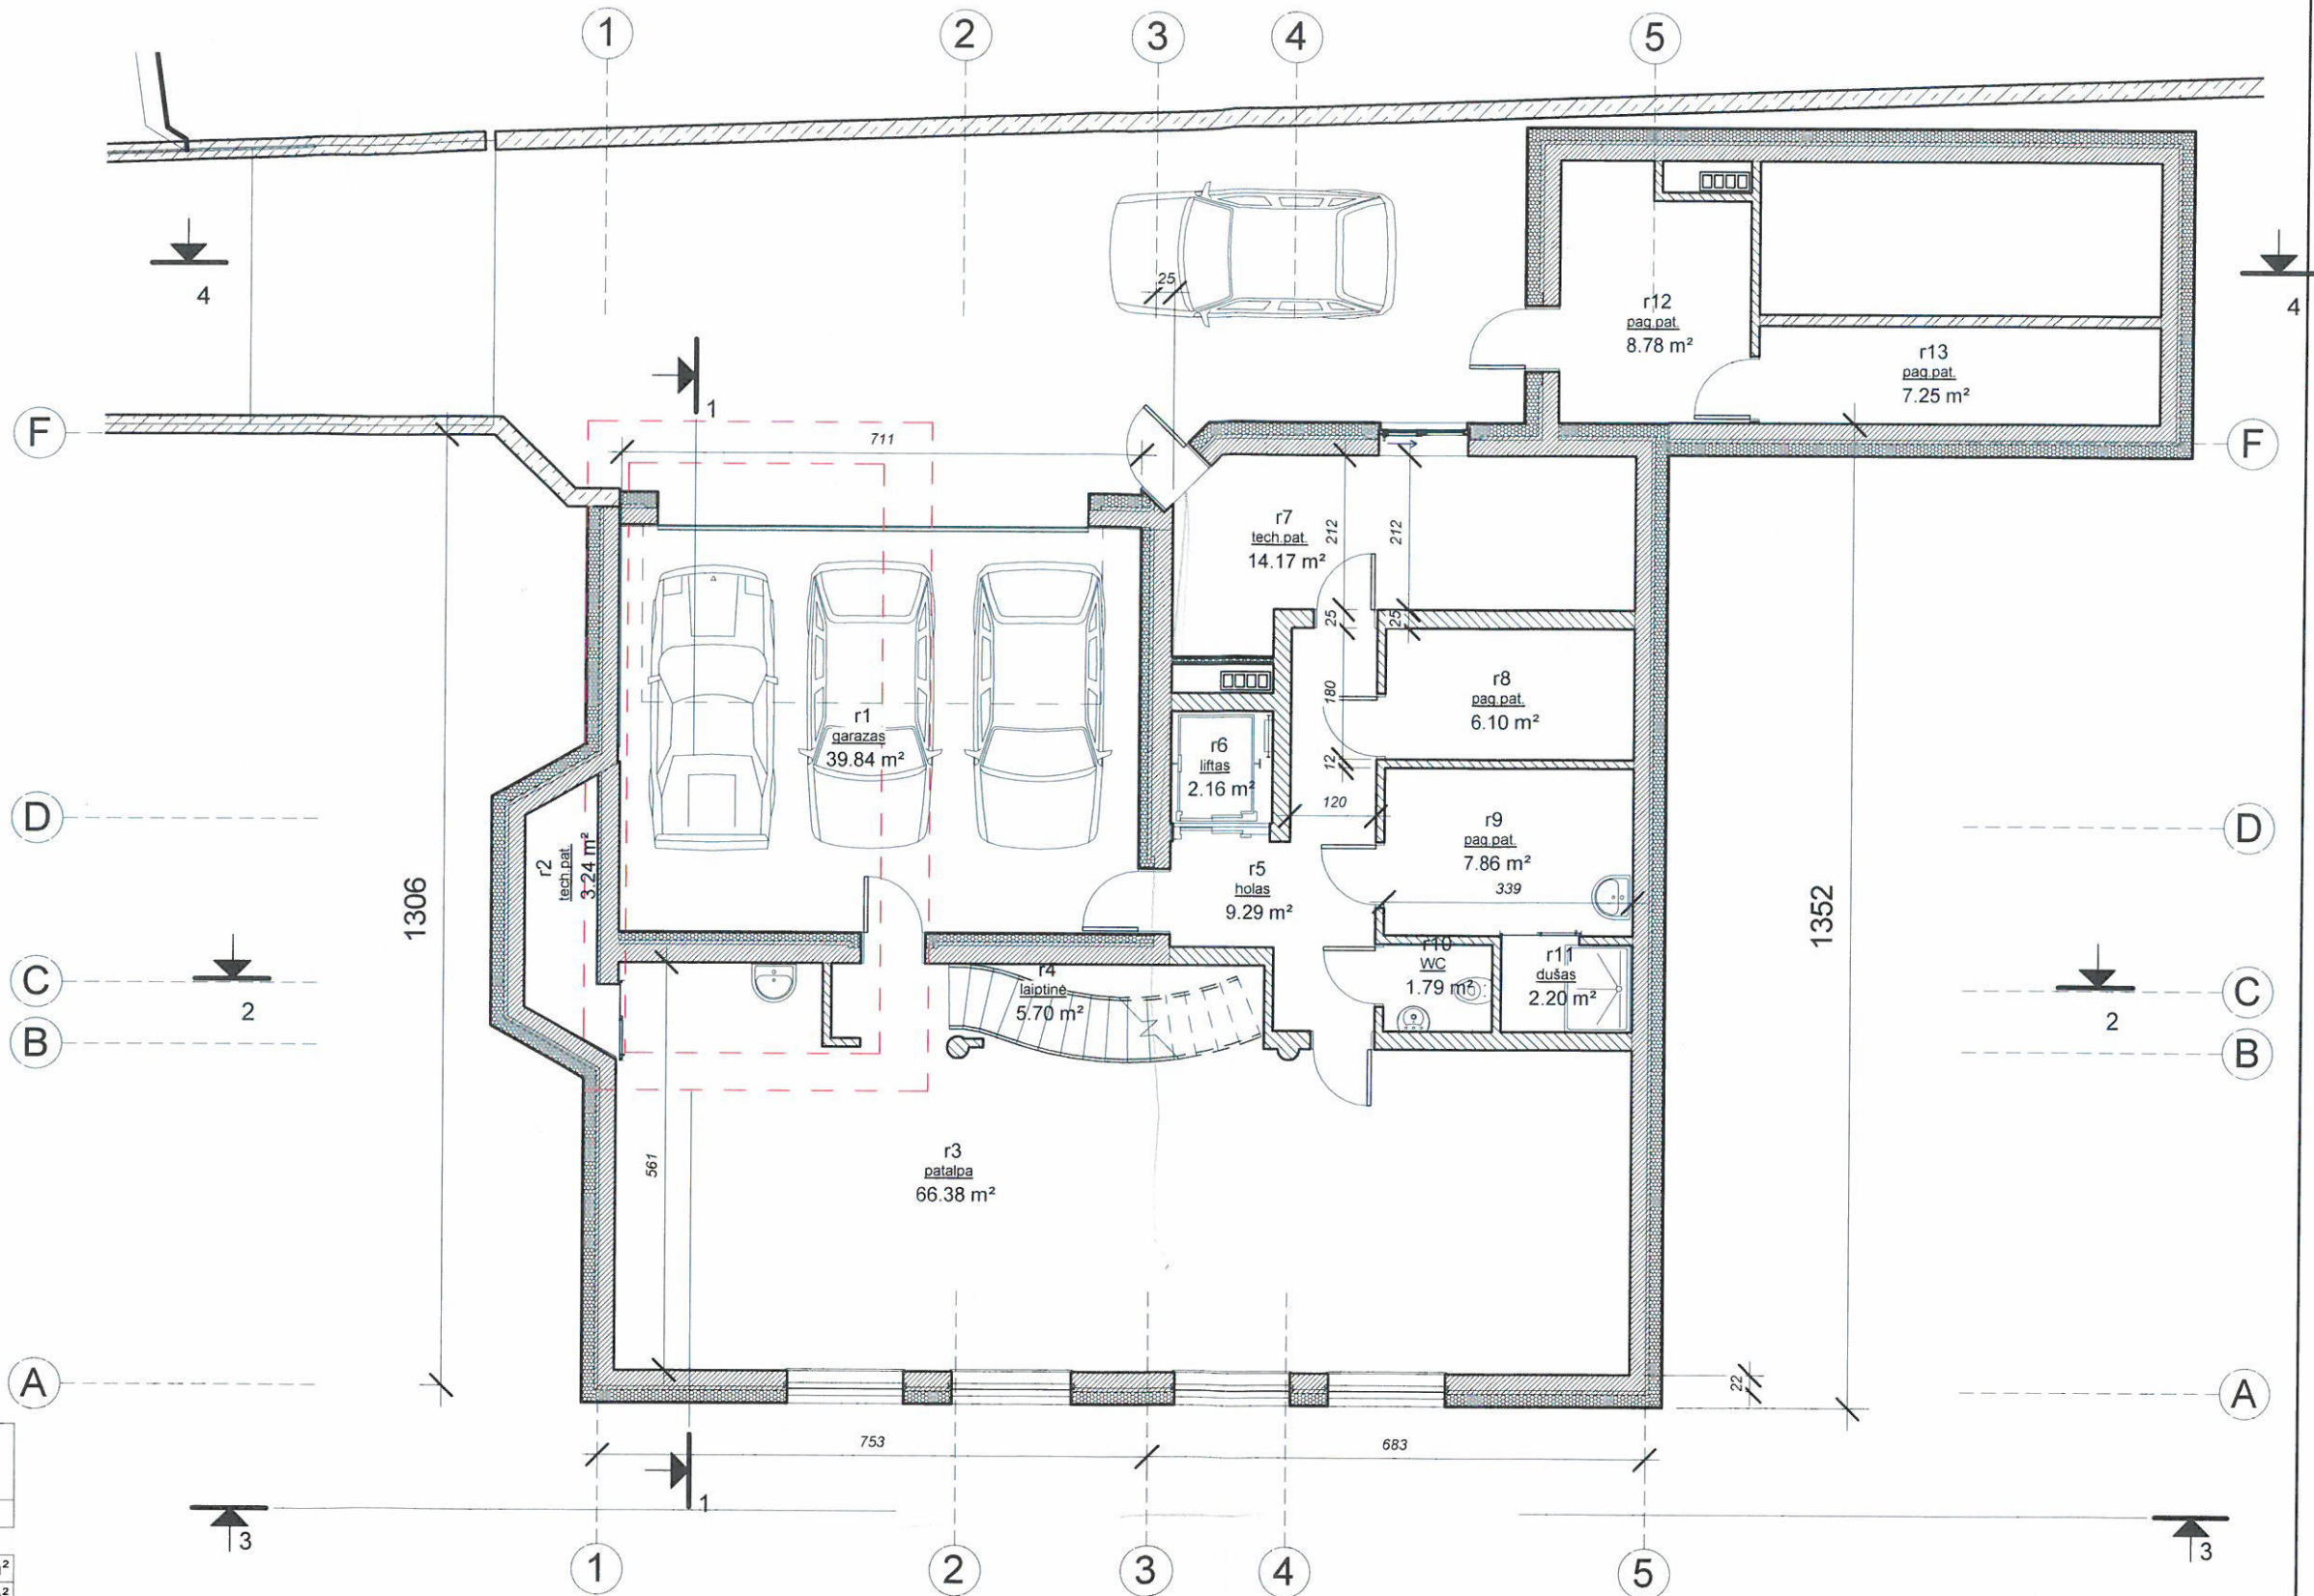 1
2
3
4
5
4
4
25
r12
pag.pat.
8.78 m²
r13
pag.pat.
7.25 m²
1
F
711
F
r7
tech.pat.
14.17 m²
212
212
25
25
r8
pag.pat.
6.10 m²
180
r1
garazas
39.84 m²
r6
liftas
2.16 m²
12
120
D
D
r2
tech.pat.
3.24 m²
r9
pag.pat.
7.86 m²
339
r5
holas
9.29 m²
1306
1352
r10
WC
1.79 m²
r11
dušas
2.20 m²
r4
laiptinė
5.70 m²
C
2
C
2
B
B
561
r3
patalpa
66.38 m²
A
22
A
753
683
1
3
3
1
2
3
4
5
²
²